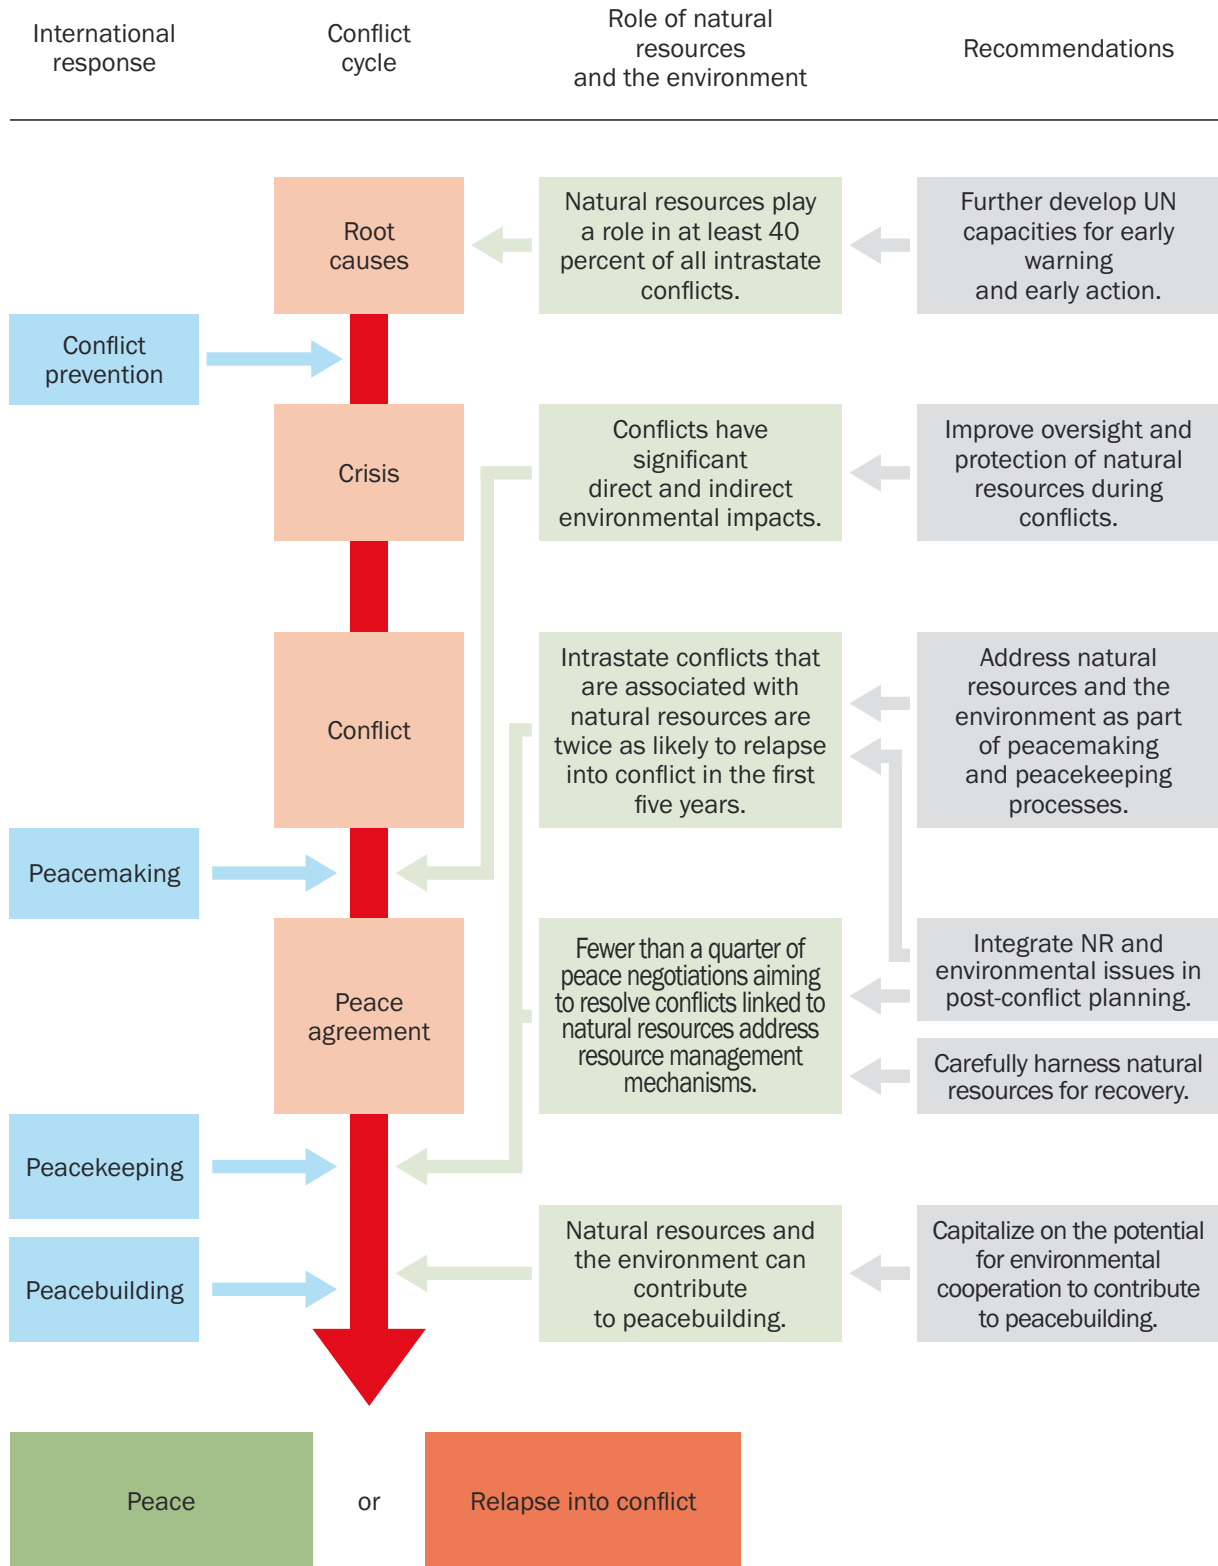 International
response
Conflict
cycle
Role of natural
resources
and the environment
Recommendations
Root
causes
Natural resources play
a role in at least 40
percent of all intrastate
conflicts.
Further develop UN
capacities for early
warning
and early action.
Conflict
prevention
Crisis
Conflicts have
significant
direct and indirect
environmental impacts.
Improve oversight and
protection of natural
resources during
conflicts.
Conflict
Intrastate conflicts that
are associated with
natural resources are
twice as likely to relapse
into conflict in the first
five years.
Address natural
resources and the
environment as part
of peacemaking
and peacekeeping
processes.
Peacemaking
Peace
agreement
Fewer than a quarter of
peace negotiations aiming
to resolve conflicts linked to
natural resources address
resource management
mechanisms.
Integrate NR and
environmental issues in
post-conflict planning.
Carefully harness natural
resources for recovery.
Peacekeeping
Peacebuilding
Natural resources and
the environment can
contribute
to peacebuilding.
Capitalize on the potential
for environmental
cooperation to contribute
to peacebuilding.
Peace
or
Relapse into conflict